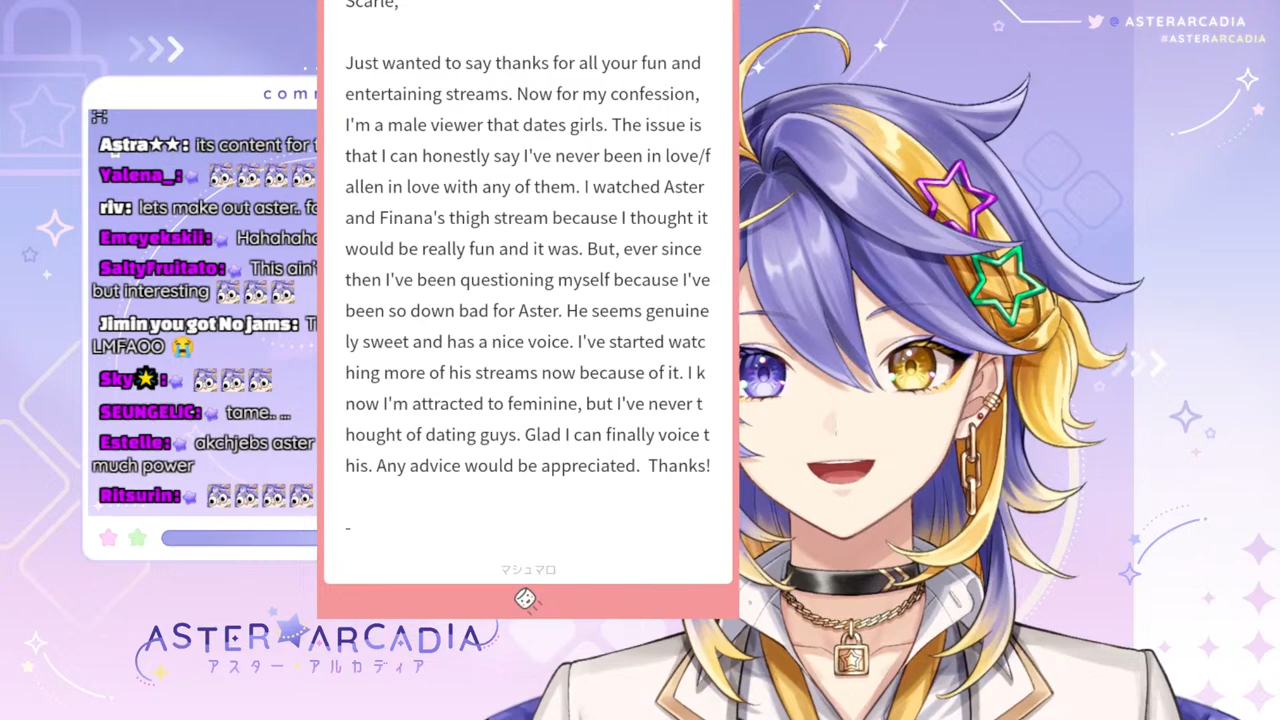 @ ASTERARCADIA
#ASTERARCADIA
com
Astra★★: its content for
Yalena_:
riv: lets make out aster.. fo
Emeyekskii: Hahahaha
SaltyFruitato: This ain'
but interesting
Jimin you got No jams: T
LMFAOO 😭
Sky🌟:
SEUNGELIC: tame.. ...
Estelle: akchjebs aster
much power
Ritsurin:
Scarle,
Just wanted to say thanks for all your fun and
entertaining streams. Now for my confession,
I'm a male viewer that dates girls. The issue is
that I can honestly say I've never been in love/f
allen in love with any of them. I watched Aster
and Finana's thigh stream because I thought it
would be really fun and it was. But, ever since
then I've been questioning myself because I've
been so down bad for Aster. He seems genuine
ly sweet and has a nice voice. I've started watc
hing more of his streams now because of it. I k
now I'm attracted to feminine, but I've never t
hought of dating guys. Glad I can finally voice t
his. Any advice would be appreciated.  Thanks!
-
マシュマロ
ASTER ARCADIA
アスター・アルカディア